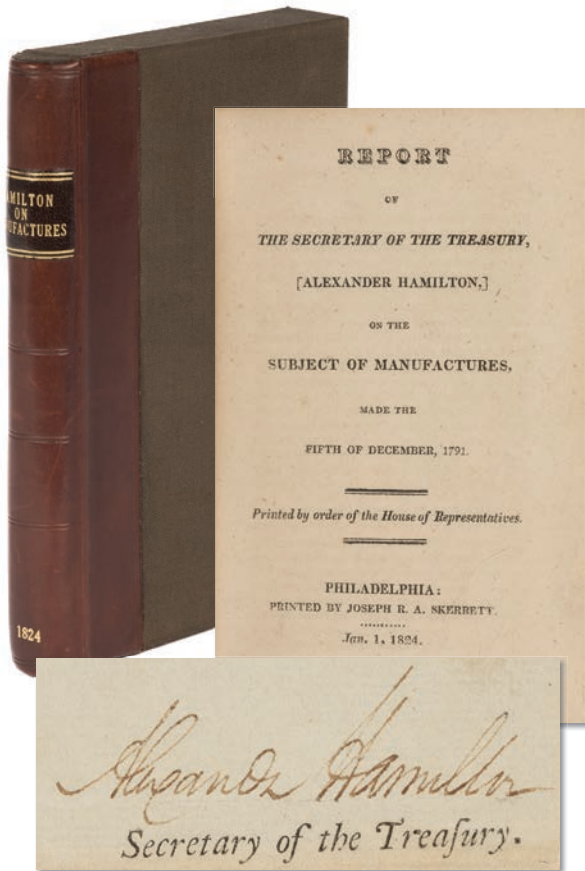 AMILTON
ON
UFACTURES
1824
REPORT
OF
THE SECRETARY OF THE TREASURY,
[ALEXANDER HAMILTON,]
ON THE
SUBJECT OF MANUFACTURES,
MADE THE
FIFTH OF DECEMBER, 1791.
Printed by order of the House of Representatives.
PHILADELPHIA:
PRINTED BY JOSEPH R. A. SKERRETT.
Jan. 1, 1824.
Alexander Hamilton
Secretary of the Treaſury.